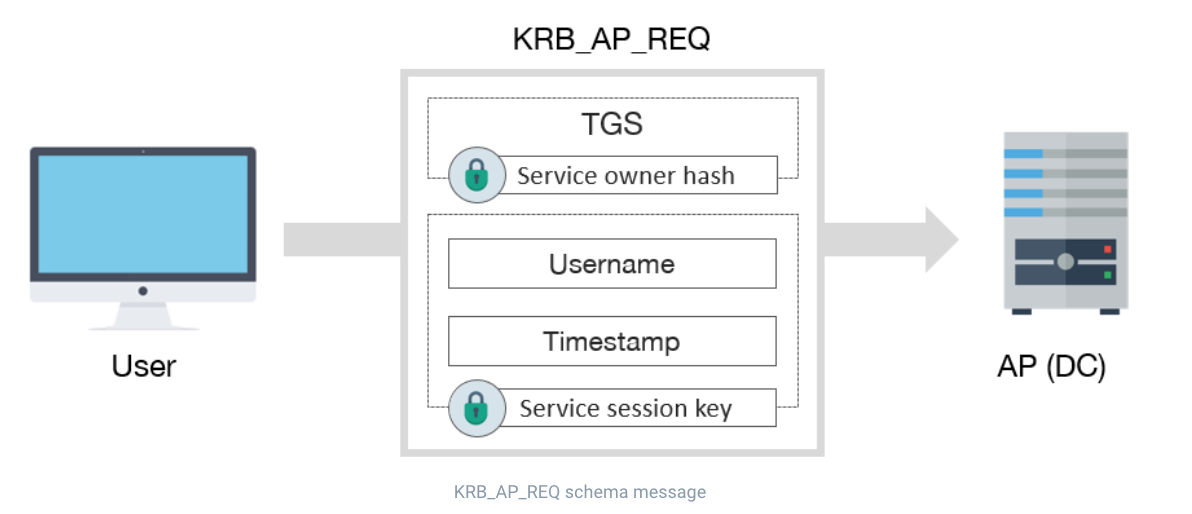 KRB_AP_REQ
TGS
Service owner hash
Username
Timestamp
Service session key
User
AP (DC)
KRB_AP_REQ schema message